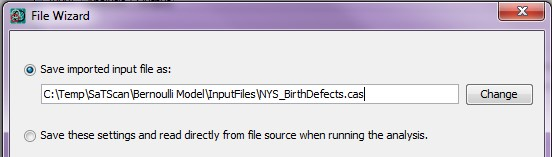 File Wizard
Save imported input file as:
C:\Temp\SaTScan\Bernoulli Model\InputFiles\NYS_BirthDefects.cas
Change
Save these settings and read directly from file source when running the analysis.